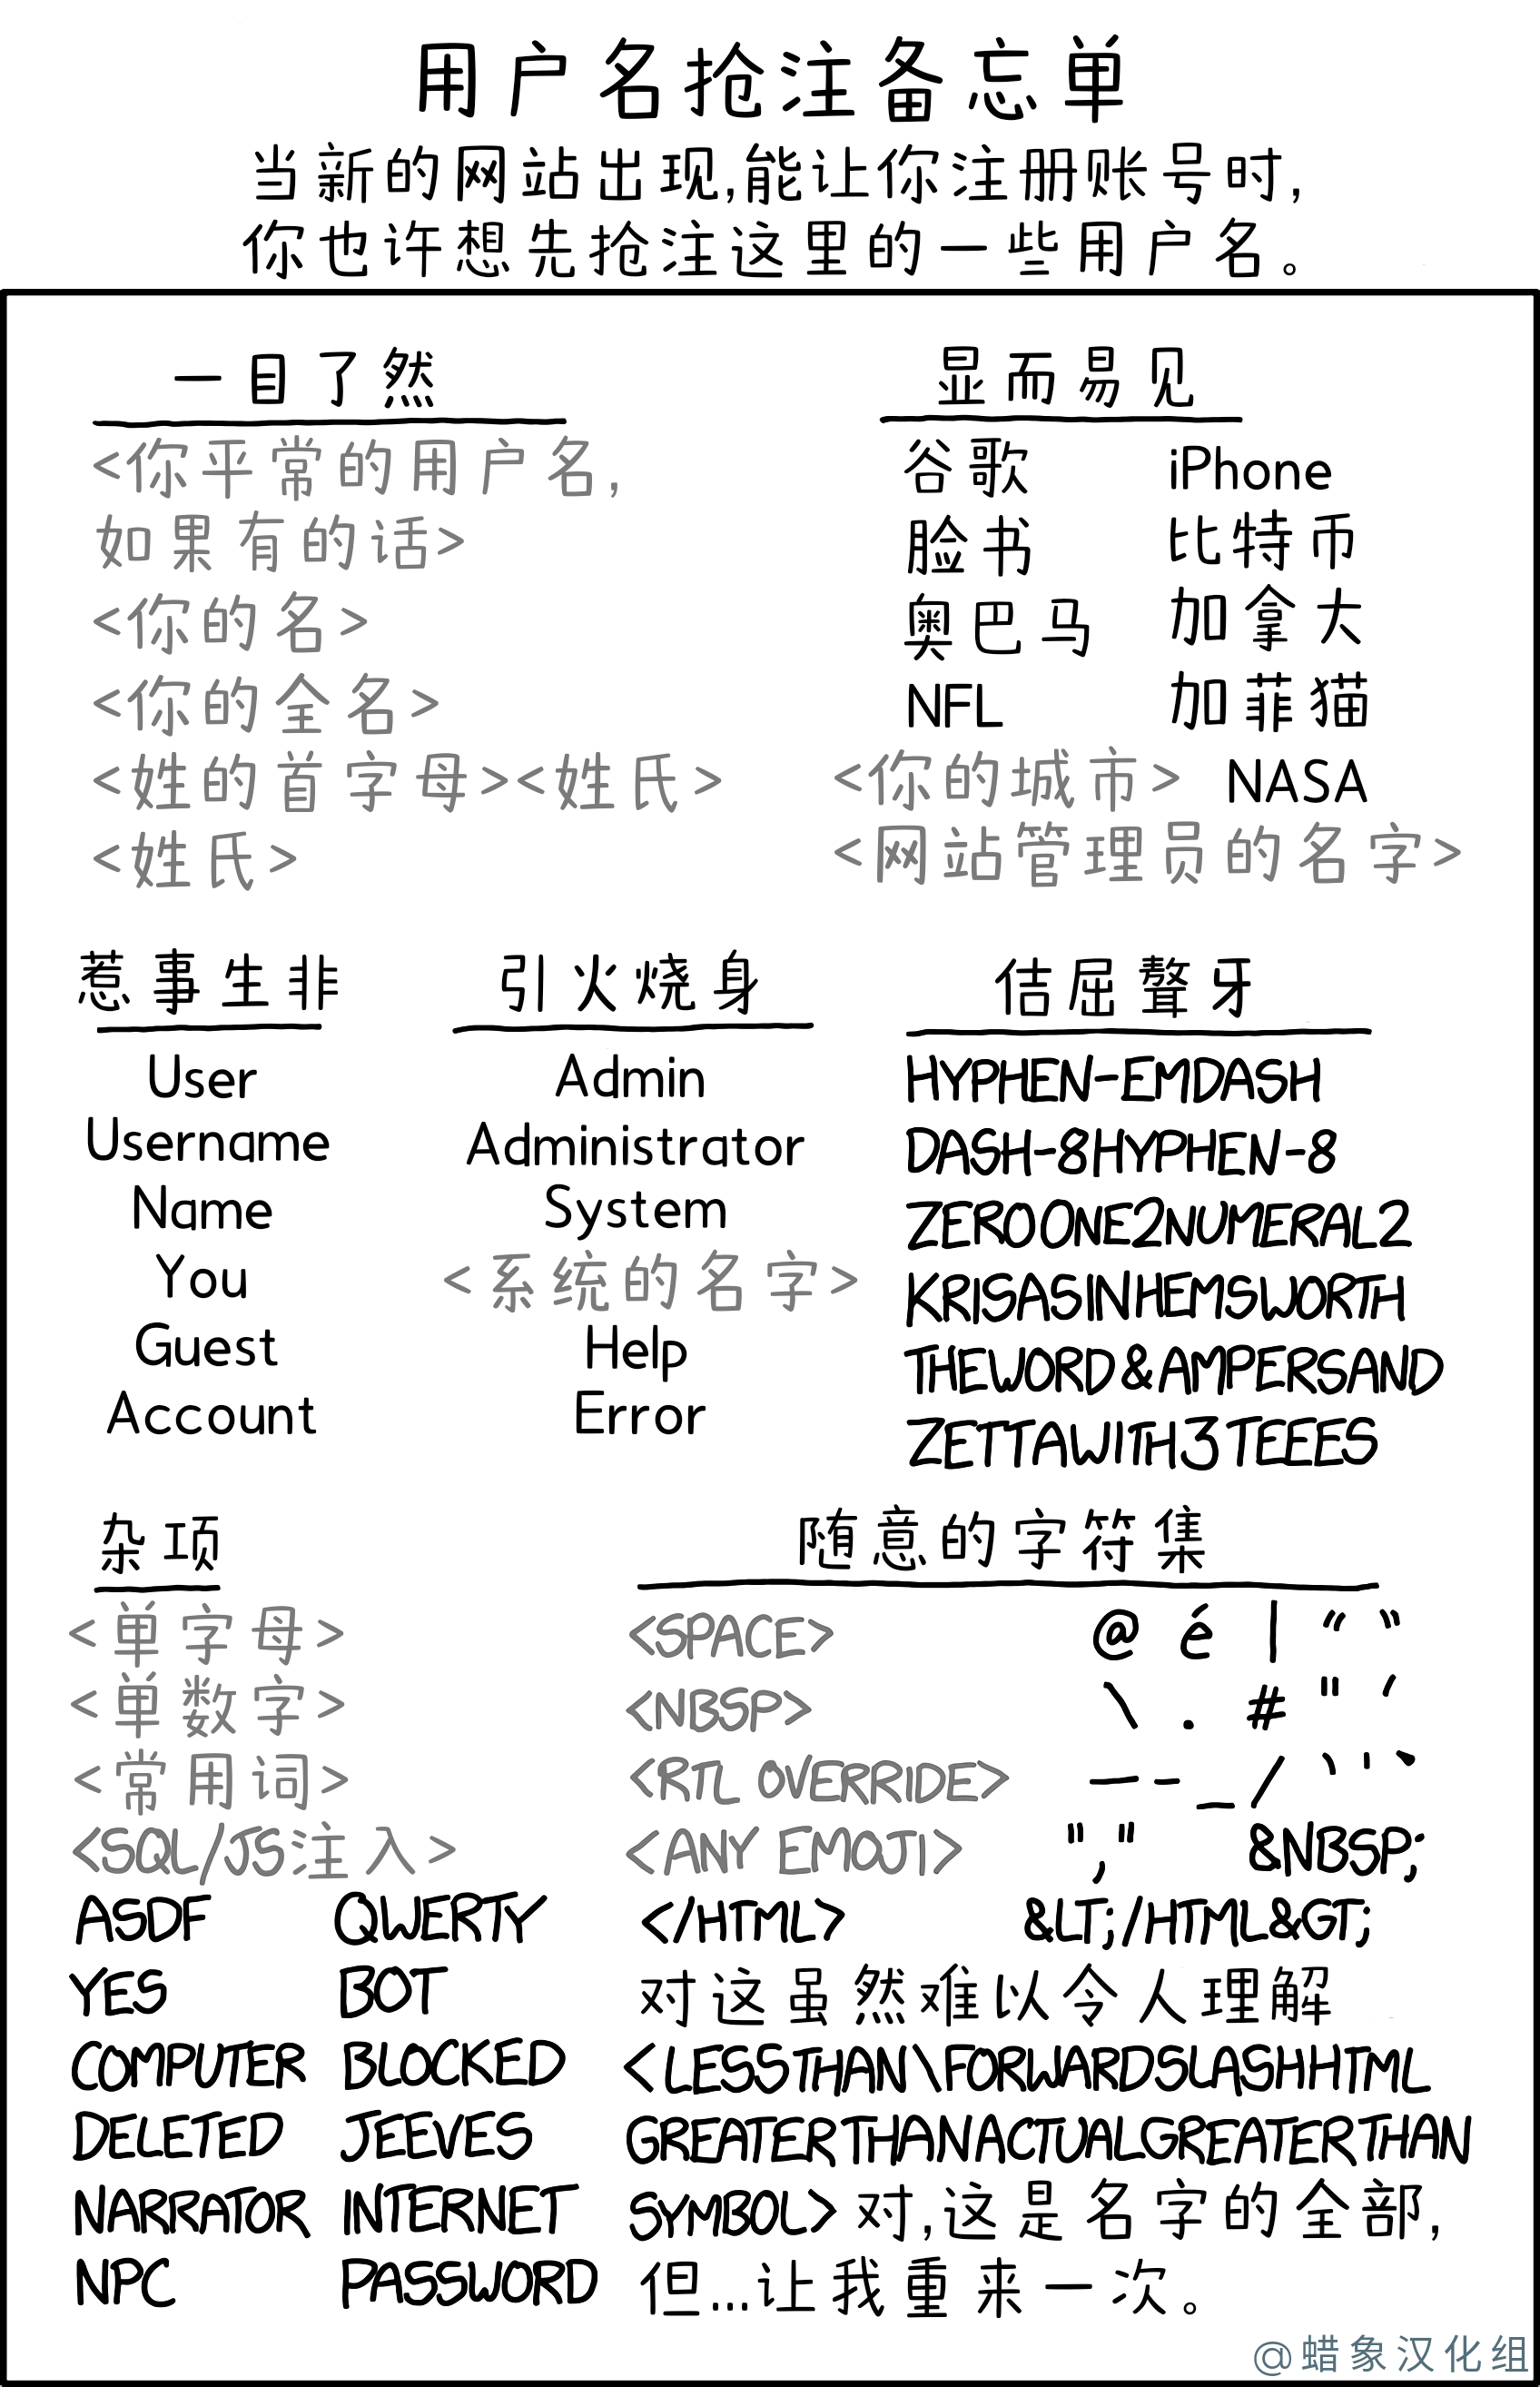 用户名抢注备忘单
当新的网站出现,能让你注册账号时,
你也许想先抢注这里的一些用户名。
一目了然
<你平常的用户名,
如果有的话>
<你的名>
<你的全名>
<姓的首字母><姓氏>
<姓氏>
显而易见
谷歌 iPhone
脸书 比特币
奥巴马 加拿大
NFL 加菲猫
<你的城市> NASA
<网站管理员的名字>
惹事生非
User
Username
Name
You
Guest
Account
引火烧身
Admin
Administrator
System
<系统的名字>
Help
Error
佶屈聱牙
HYPHEN-EMDASH
DASH-8HYPHEN-8
ZEROONE2NUMERAL2
KRISASINHEMSWORTH
THEWORD&AMPERSAND
ZETTAWITH3TEEES
杂项
<单字母>
<单数字>
<常用词>
<SQL/JS注入>
ASDF QWERTY
YES BOT
COMPUTER BLOCKED
DELETED JEEVES
NARRATOR INTERNET
NPC PASSWORD
随意的字符集
<SPACE> @ é | “ ”
<NBSP> \ . # " ‘
<RTL OVERRIDE> —-_/ ’ ' `
<ANY EMOJI> "," &NBSP;
</HTML> &LT;/HTML&GT;
对这虽然难以令人理解
<LESSTHAN\FORWARDSLASHHTML
GREATERTHANACTUALGREATERTHAN
SYMBOL> 对,这是名字的全部,
但...让我重来一次。
@蜡象汉化组